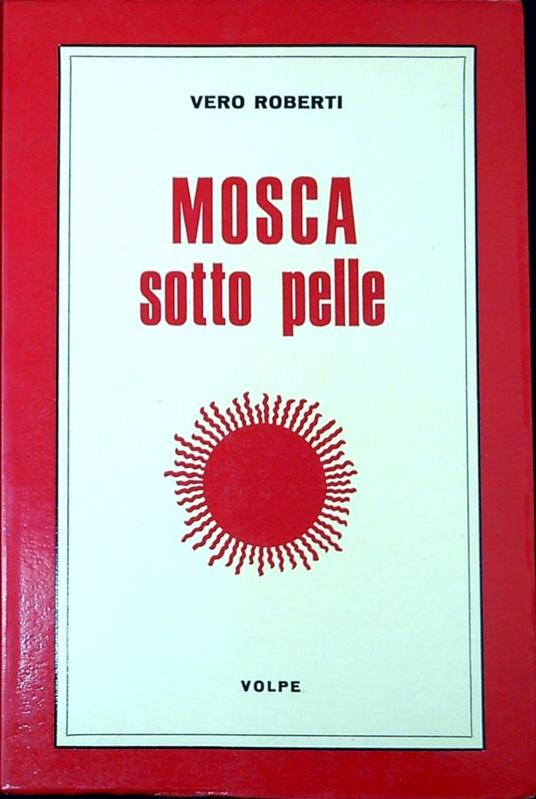 VERO ROBERTI
MOSCA
sotto pelle
VOLPE